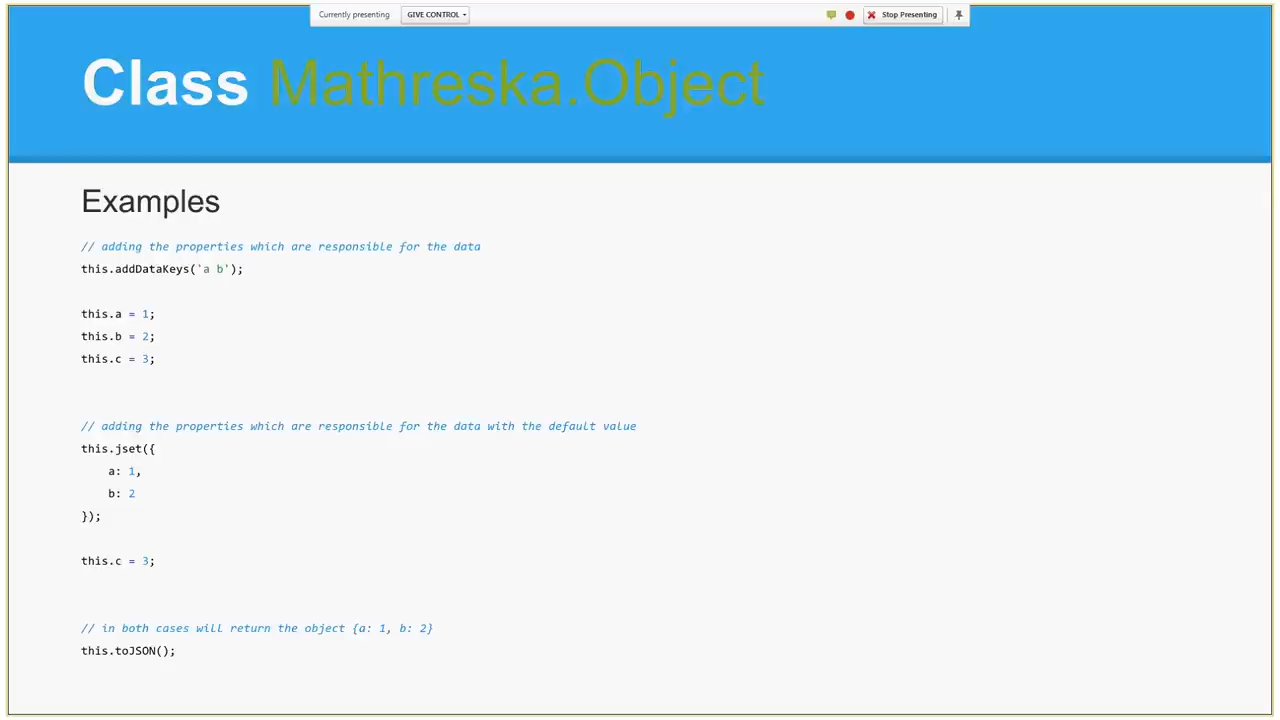 Currently presenting GIVE CONTROL Stop Presenting
Class Mathreska.Object
Examples
// adding the properties which are responsible for the data
this.addDataKeys('a b');
this.a = 1;
this.b = 2;
this.c = 3;
// adding the properties which are responsible for the data with the default value
this.jset({
a: 1,
b: 2
});
this.c = 3;
// in both cases will return the object {a: 1, b: 2}
this.toJSON();